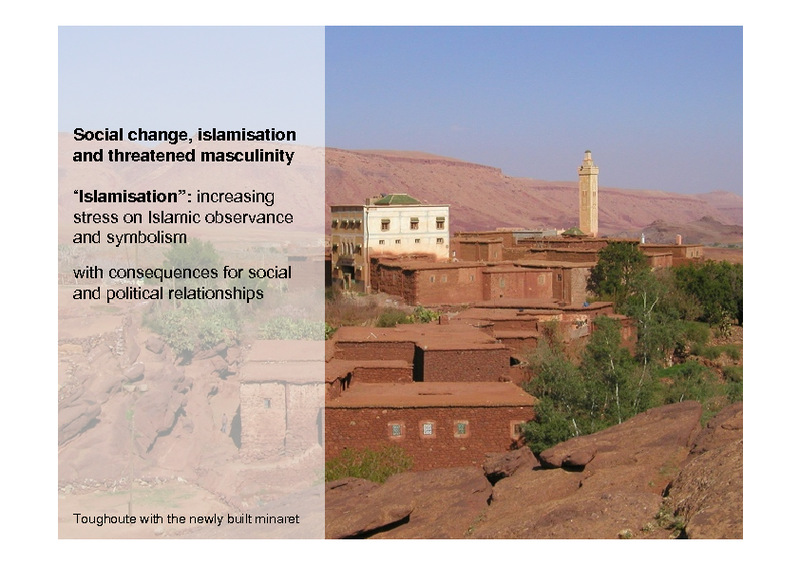 Social change, islamisation
and threatened masculinity
“Islamisation”: increasing
stress on Islamic observance
and symbolism
with consequences for social
and political relationships
Toughoute with the newly built minaret